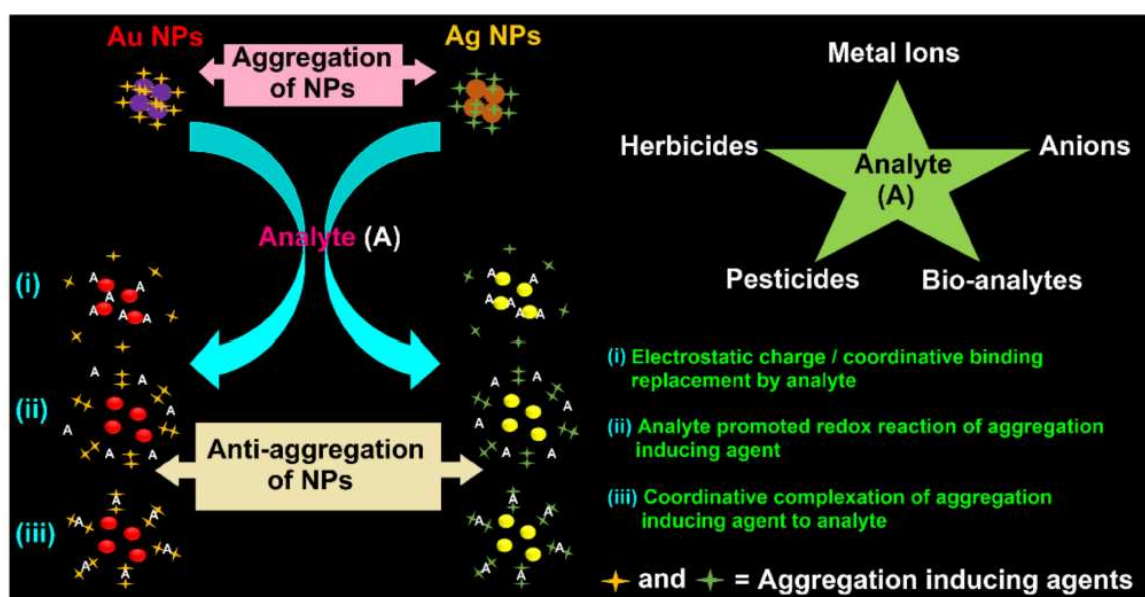 Au NPs
Aggregation
of NPs
Ag NPs
Analyte (A)
(i)
A
A
A
A
A
A
A
A
A
A
A
(ii)
A
A
A
A
A
A
A
A
A
A
A
A
Anti-aggregation
of NPs
(iii)
A
A
A
A
A
A
A
A
A
A
A
A
Metal Ions
Herbicides
Anions
Analyte
(A)
Pesticides
Bio-analytes
(i) Electrostatic charge / coordinative binding
replacement by analyte
(ii) Analyte promoted redox reaction of aggregation
inducing agent
(iii) Coordinative complexation of aggregation
inducing agent to analyte
and = Aggregation inducing agents